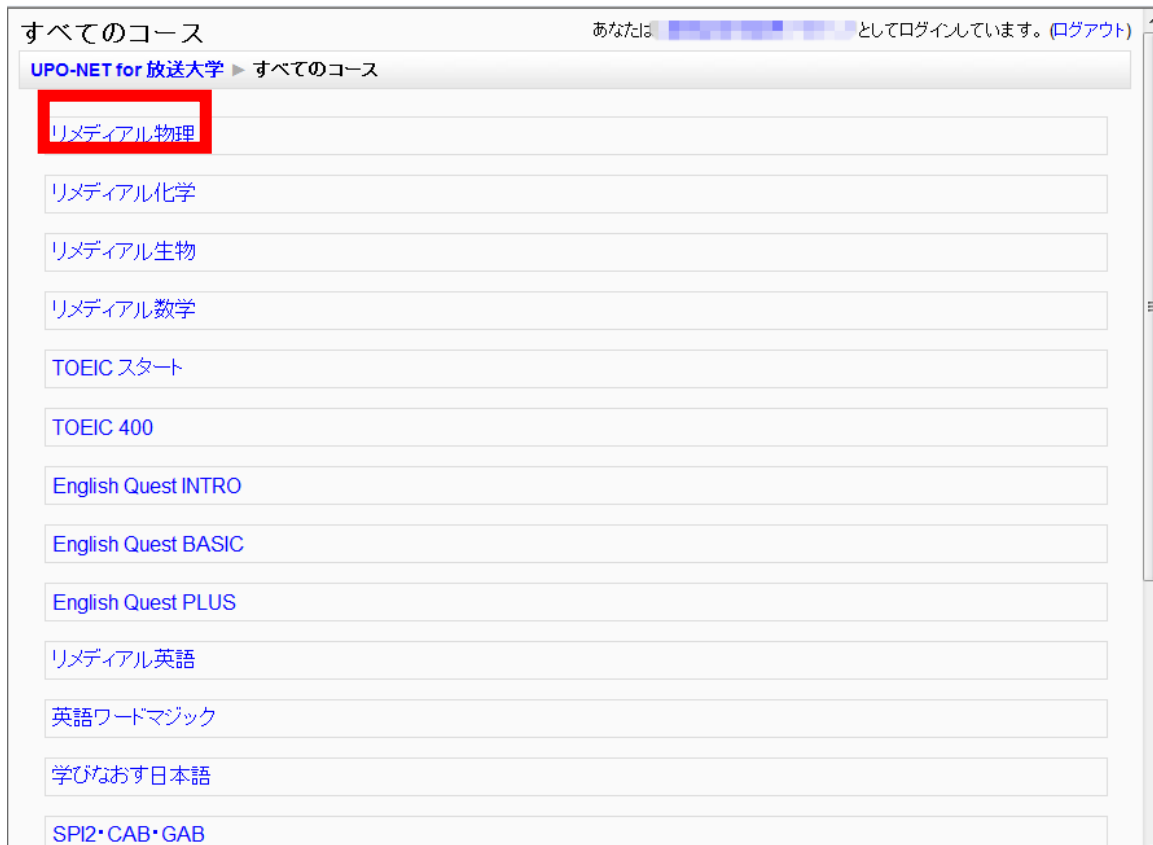 すべてのコース
あなたは としてログインしています。(ログアウト)
UPO-NET for 放送大学 ► すべてのコース
リメディアル物理
リメディアル化学
リメディアル生物
リメディアル数学
TOEIC スタート
TOEIC 400
English Quest INTRO
English Quest BASIC
English Quest PLUS
リメディアル英語
英語ワードマジック
学びなおす日本語
SPI2・CAB・GAB